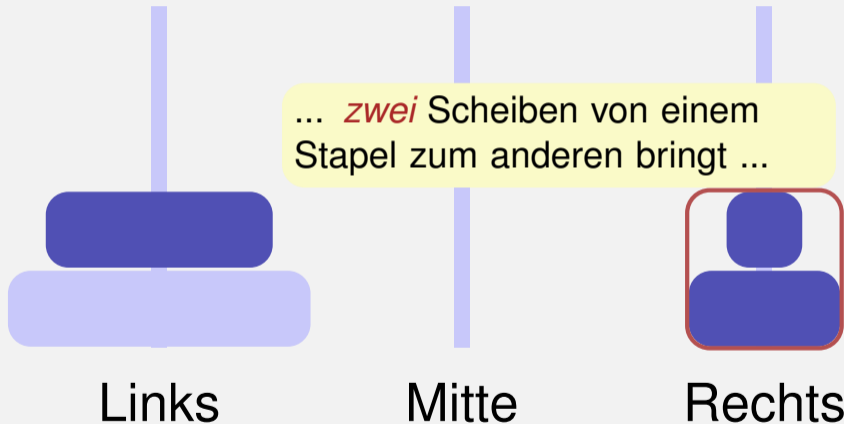 ... zwei Scheiben von einem
Stapel zum anderen bringt ...
Links Mitte Rechts